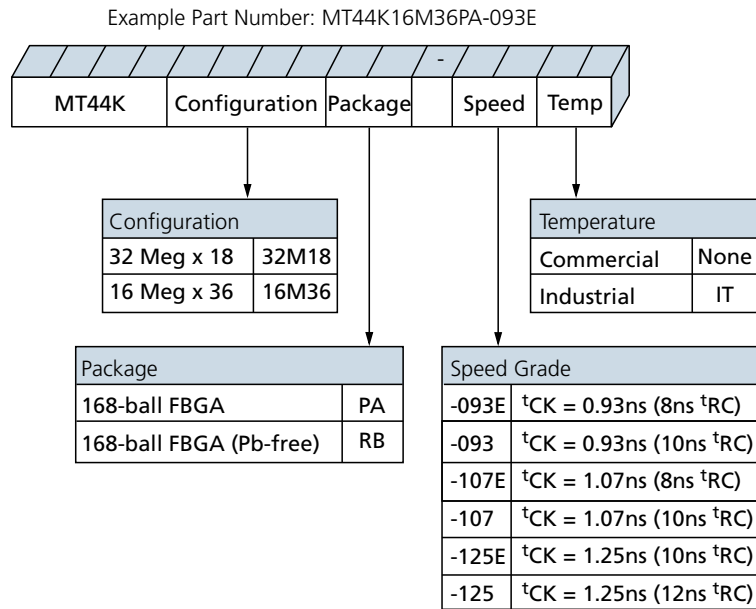 Example Part Number: MT44K16M36PA-093E
-
MT44K Configuration Package Speed Temp
Configuration
32 Meg x 18 32M18
16 Meg x 36 16M36
Temperature
Commercial None
Industrial IT
Package
168-ball FBGA PA
168-ball FBGA (Pb-free) RB
Speed Grade
-093E tCK = 0.93ns (8ns tRC)
-093 tCK = 0.93ns (10ns tRC)
-107E tCK = 1.07ns (8ns tRC)
-107 tCK = 1.07ns (10ns tRC)
-125E tCK = 1.25ns (10ns tRC)
-125 tCK = 1.25ns (12ns tRC)